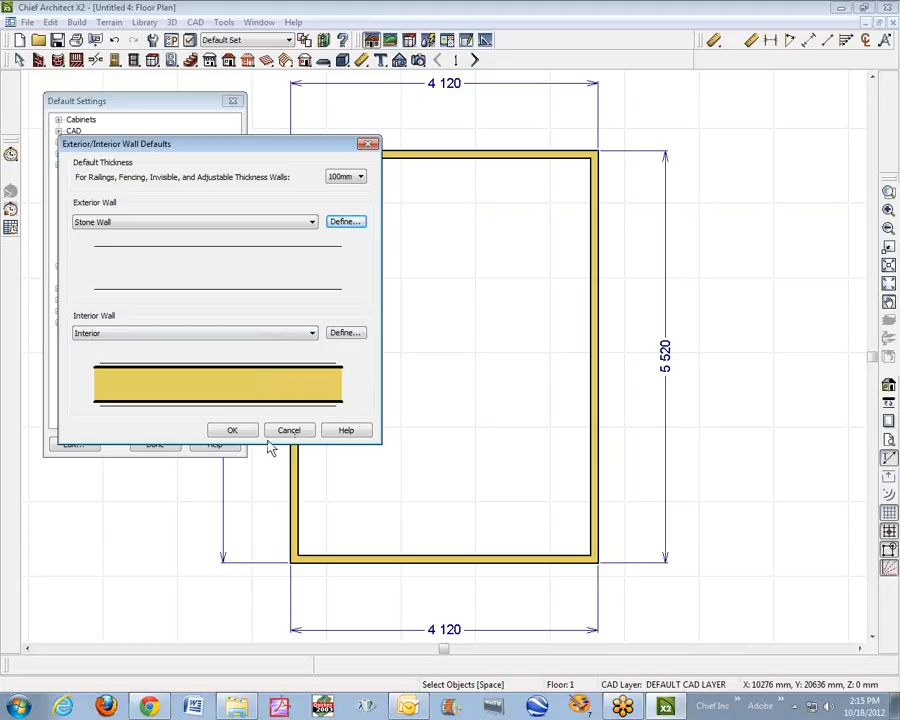 Chief Architect X2 - [Untitled 4: Floor Plan]
File Edit Build Terrain Library 3D CAD Tools Window Help
Default Set
1
4 120
Default Settings
Cabinets
CAD
Exterior/Interior Wall Defaults
Default Thickness
For Railings, Fencing, Invisible, and Adjustable Thickness Walls:
100mm
Exterior Wall
Stone Wall
Define...
Interior Wall
Interior
Define...
OK
Cancel
Help
5 520
4 120
Select Objects [Space]
Floor: 1
CAD Layer: DEFAULT CAD LAYER
X: 10276 mm, Y: 20636 mm, Z: 0 mm
Chief Inc
Adobe
2:15 PM
10/18/2012